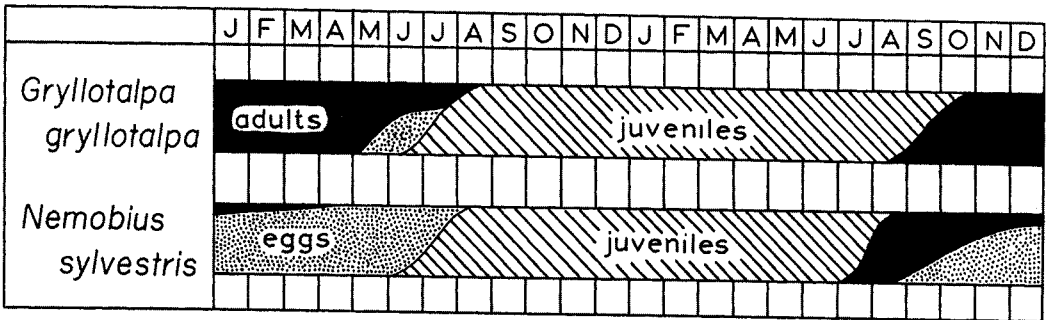 J F M A M J J A S O N D J F M A M J J A S O N D
Gryllotalpa
gryllotalpa
adults
juveniles
Nemobius
sylvestris
eggs
juveniles